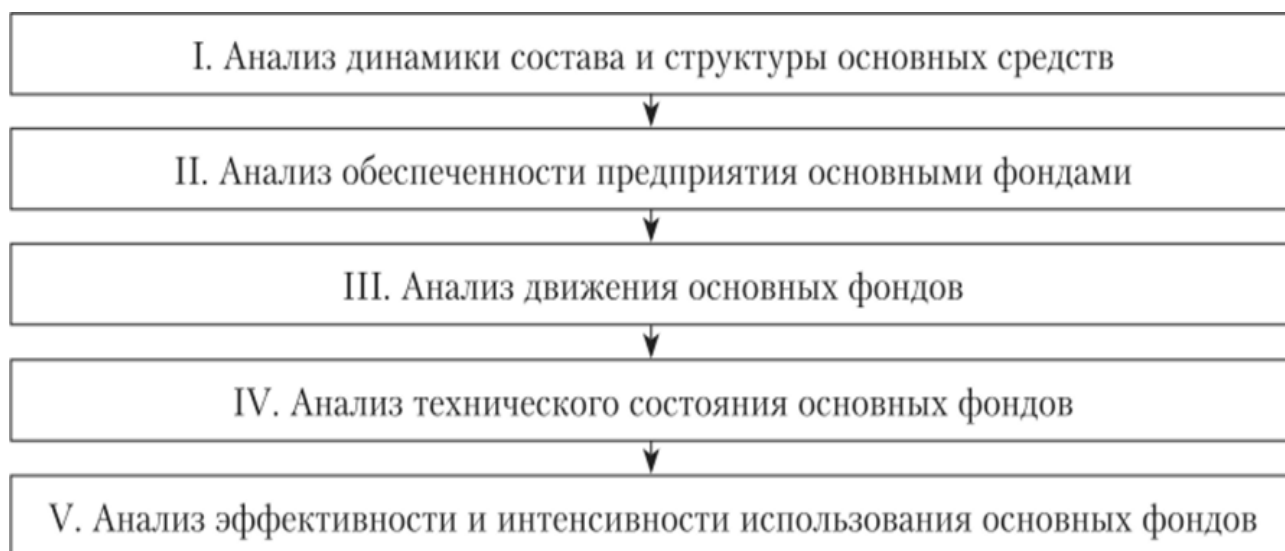 I. Анализ динамики состава и структуры основных средств
II. Анализ обеспеченности предприятия основными фондами
III. Анализ движения основных фондов
IV. Анализ технического состояния основных фондов
V. Анализ эффективности и интенсивности использования основных фондов